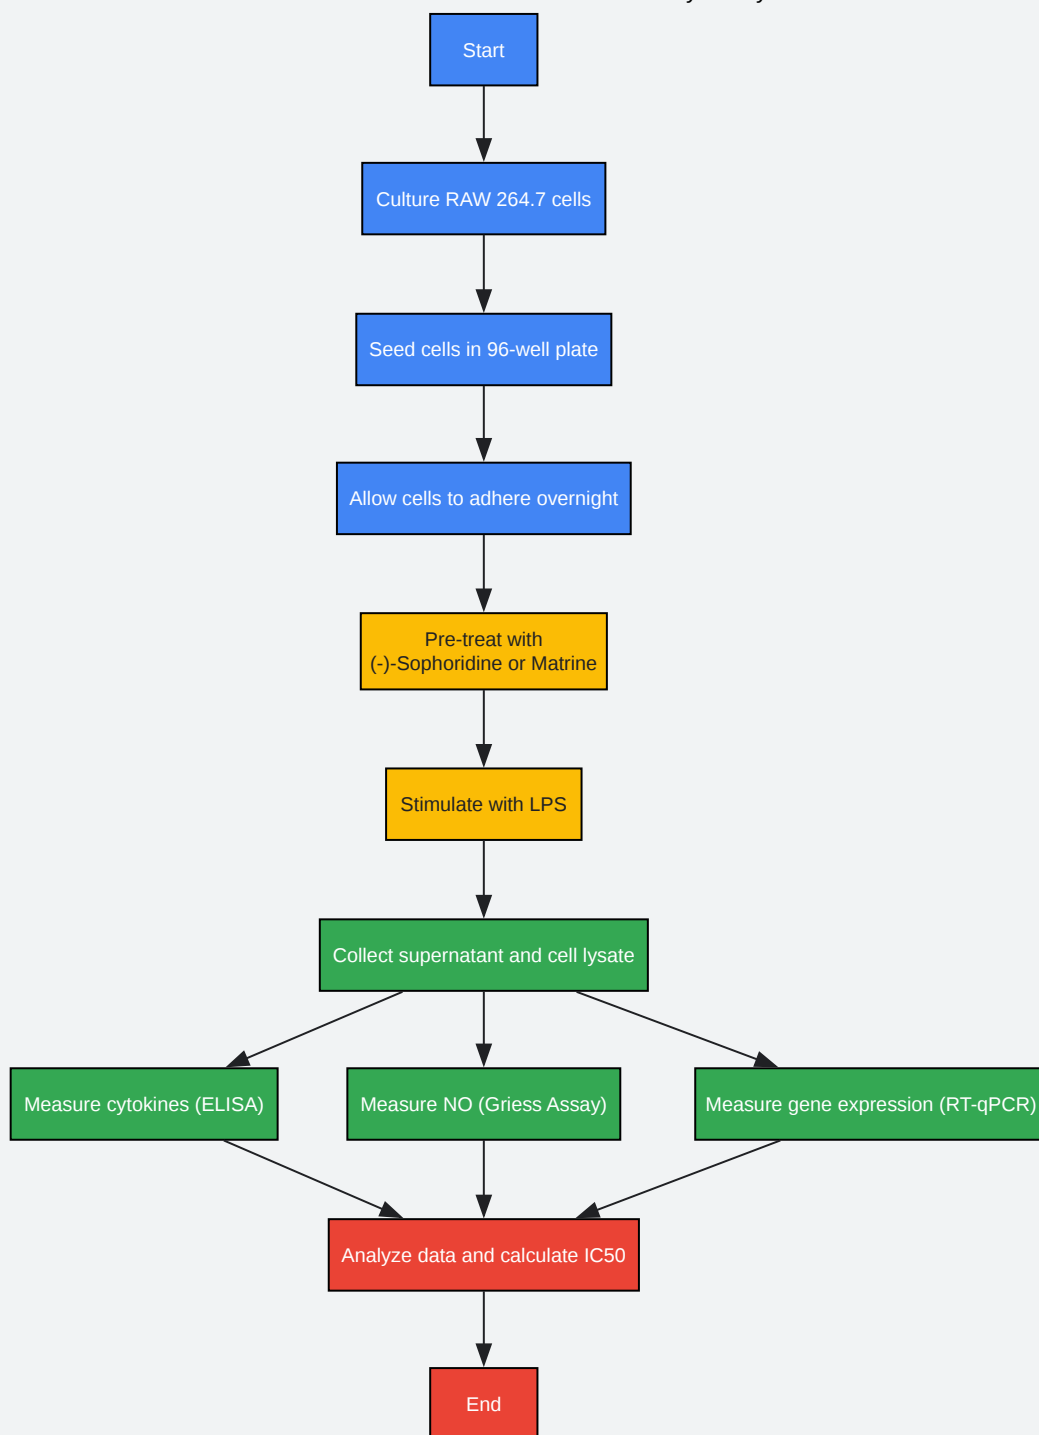 Start
Culture RAW 264.7 cells
Seed cells in 96-well plate
Allow cells to adhere overnight
Pre-treat with
(-)-Sophoridine or Matrine
Stimulate with LPS
Collect supernatant and cell lysate
Measure cytokines (ELISA)
Measure NO (Griess Assay)
Measure gene expression (RT-qPCR)
Analyze data and calculate IC50
End